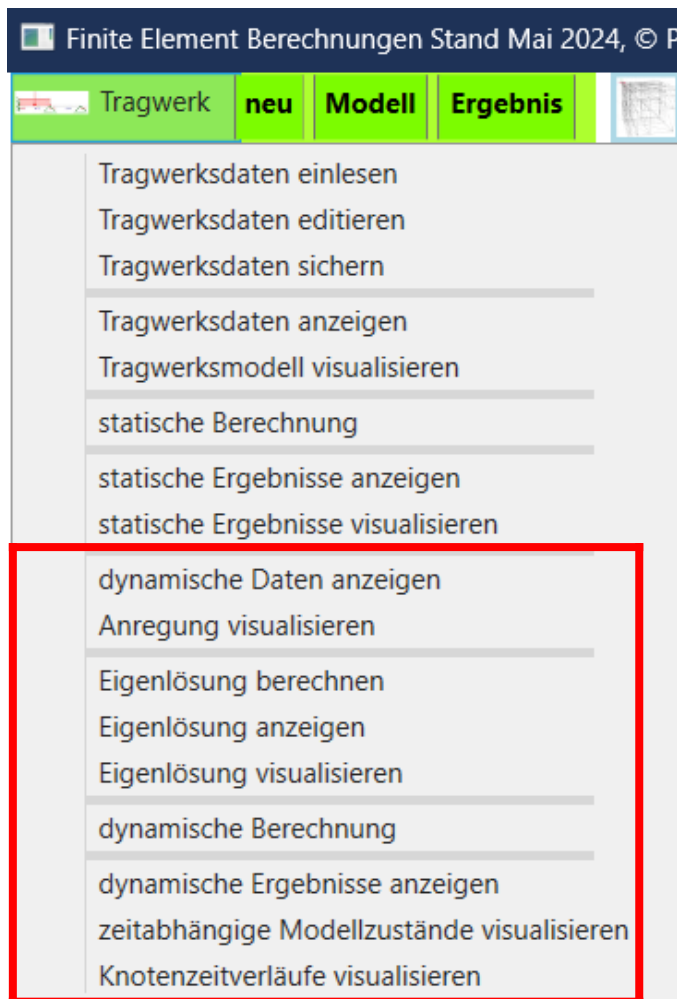 Finite Element Berechnungen Stand Mai 2024, ©
Tragwerk neu Modell Ergebnis
Tragwerksdaten einlesen
Tragwerksdaten editieren
Tragwerksdaten sichern
Tragwerksdaten anzeigen
Tragwerksmodell visualisieren
statische Berechnung
statische Ergebnisse anzeigen
statische Ergebnisse visualisieren
dynamische Daten anzeigen
Anregung visualisieren
Eigenlösung berechnen
Eigenlösung anzeigen
Eigenlösung visualisieren
dynamische Berechnung
dynamische Ergebnisse anzeigen
zeitabhängige Modellzustände visualisieren
Knotenzeitverläufe visualisieren